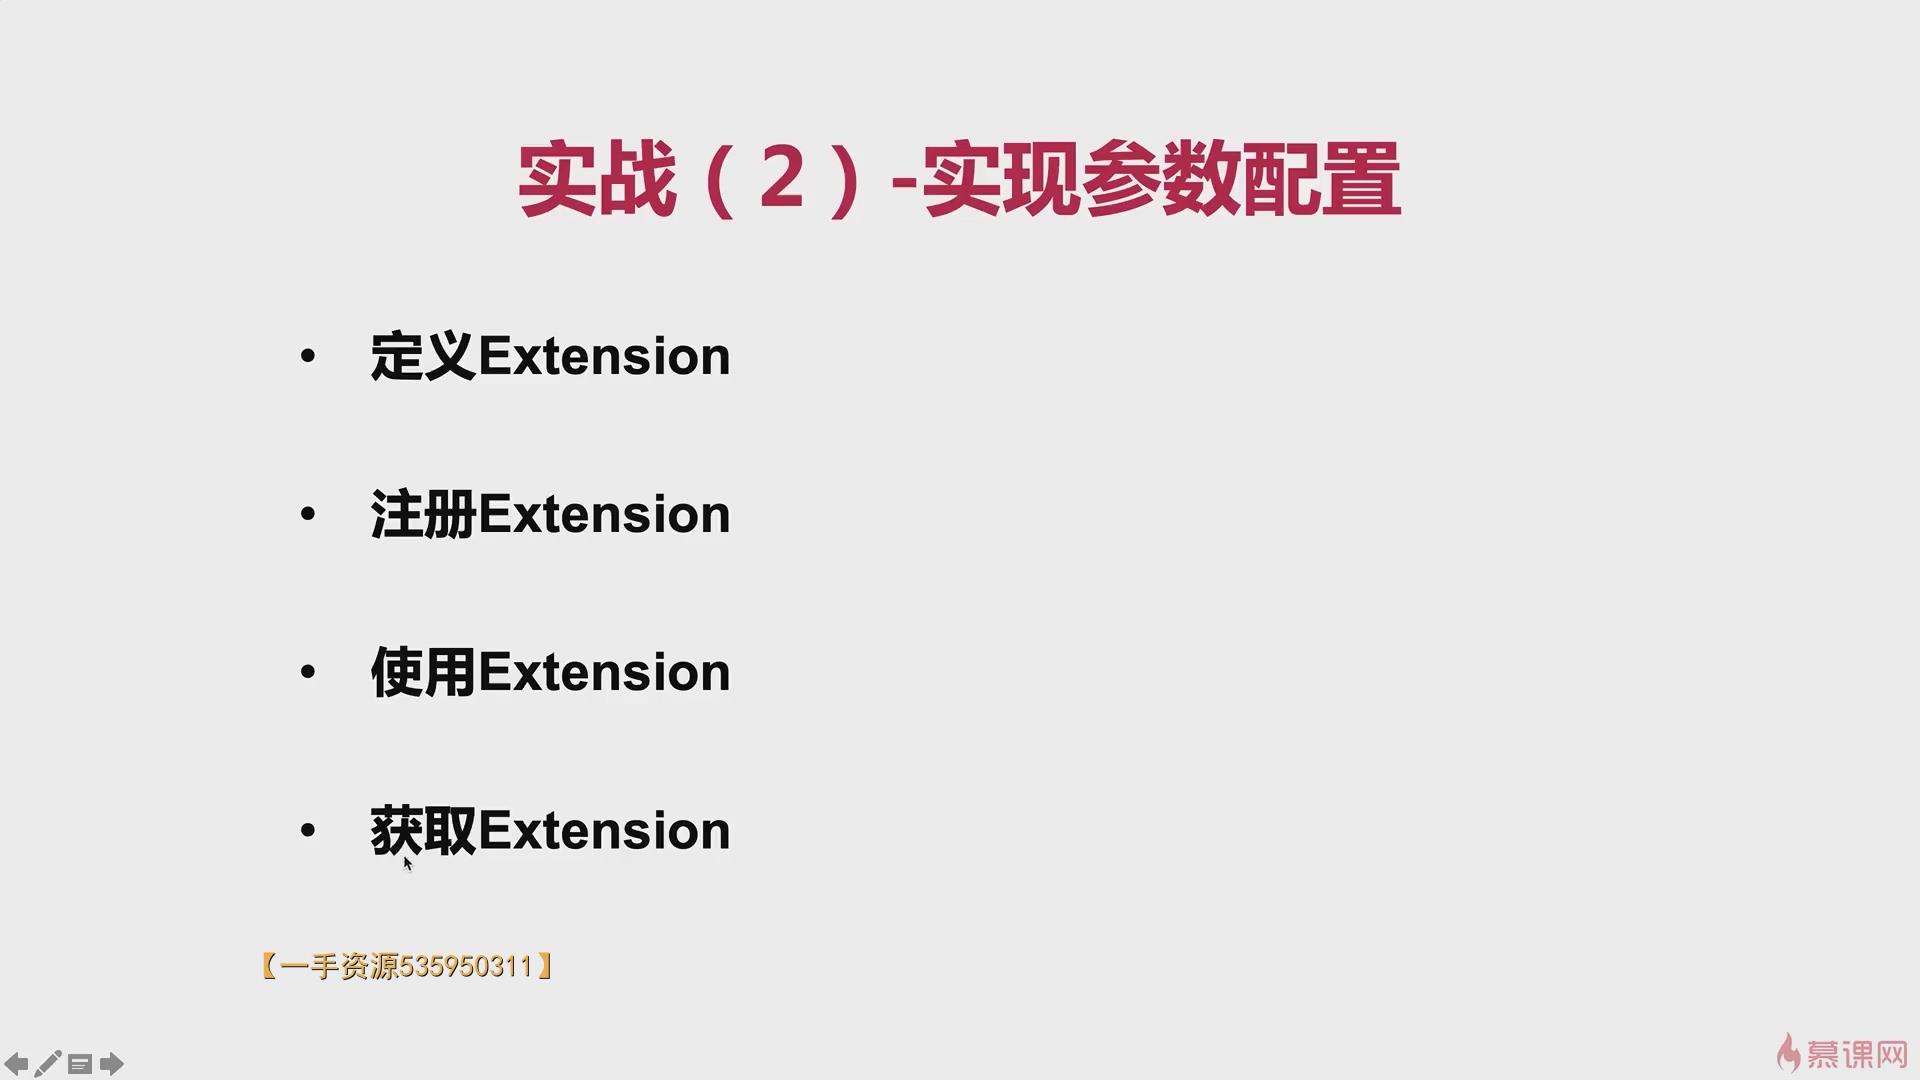 实战（2）-实现参数配置
• 定义Extension
• 注册Extension
• 使用Extension
• 获取Extension
【一手资源535950311】
慕课网